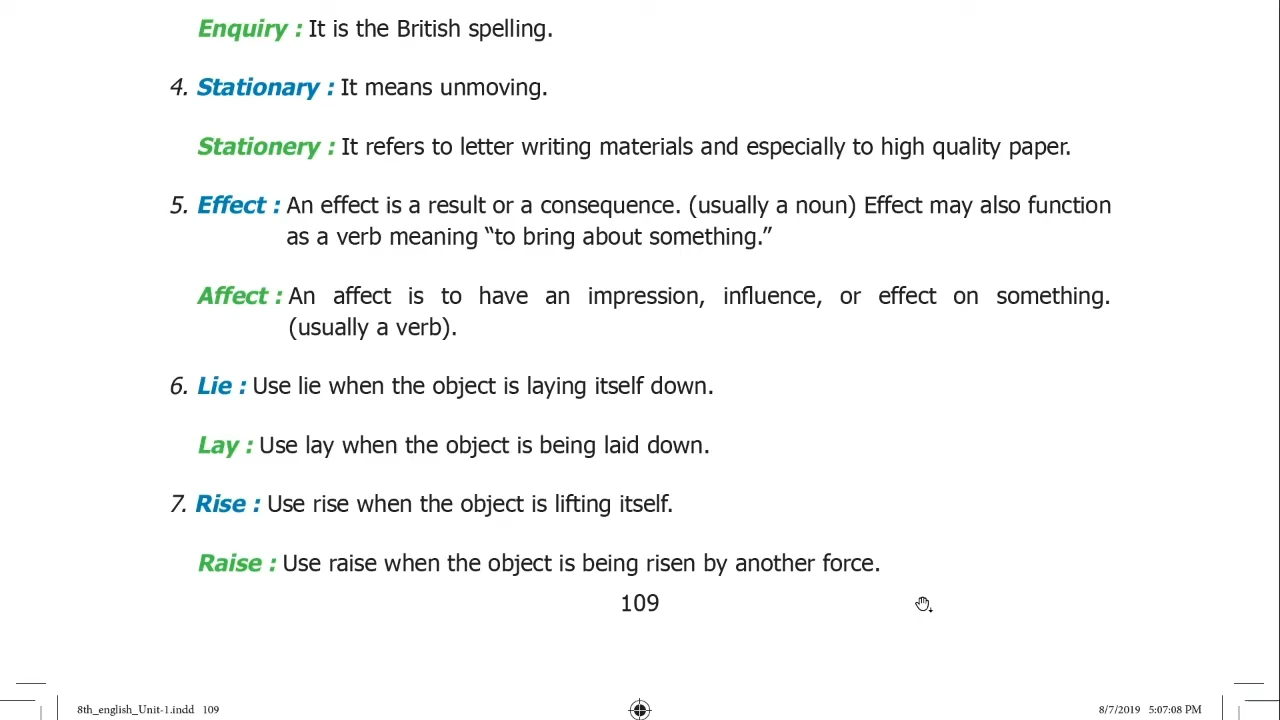 Enquiry : It is the British spelling.
4. Stationary : It means unmoving.
Stationery : It refers to letter writing materials and especially to high quality paper.
5. Effect : An effect is a result or a consequence. (usually a noun) Effect may also function
as a verb meaning “to bring about something.”
Affect : An affect is to have an impression, influence, or effect on something.
(usually a verb).
6. Lie : Use lie when the object is laying itself down.
Lay : Use lay when the object is being laid down.
7. Rise : Use rise when the object is lifting itself.
Raise : Use raise when the object is being risen by another force.
109
8th_english_Unit-1.indd 109
8/7/2019 5:07:08 PM